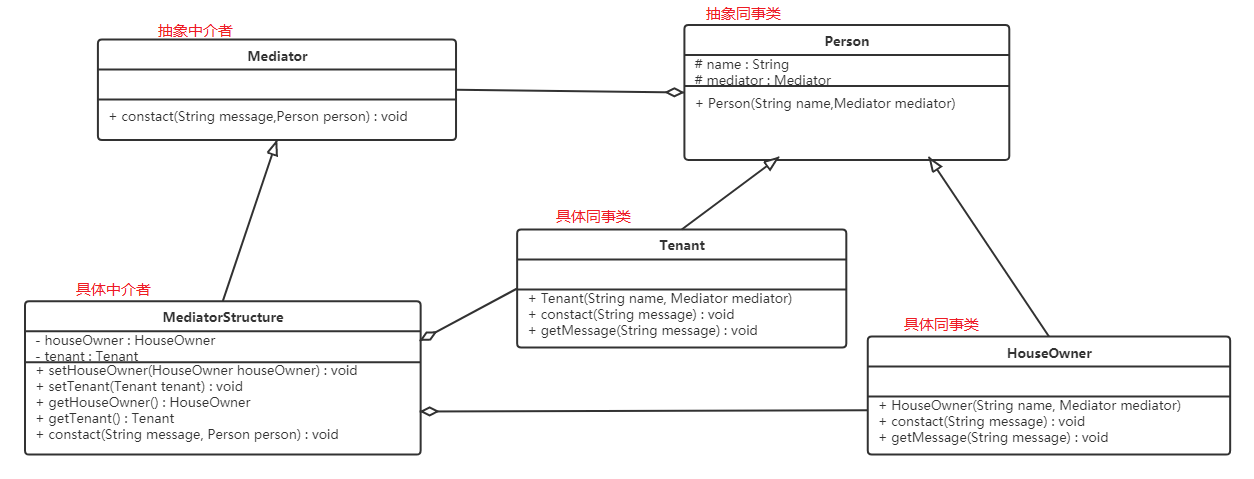 抽象中介者
Mediator
+ constact(String message,Person person) : void
抽象同事类
Person
# name : String
# mediator : Mediator
+ Person(String name,Mediator mediator)
具体同事类
Tenant
+ Tenant(String name, Mediator mediator)
+ constact(String message) : void
+ getMessage(String message) : void
具体中介者
MediatorStructure
- houseOwner : HouseOwner
- tenant : Tenant
+ setHouseOwner(HouseOwner houseOwner) : void
+ setTenant(Tenant tenant) : void
+ getHouseOwner() : HouseOwner
+ getTenant() : Tenant
+ constact(String message, Person person) : void
具体同事类
HouseOwner
+ HouseOwner(String name, Mediator mediator)
+ constact(String message) : void
+ getMessage(String message) : void